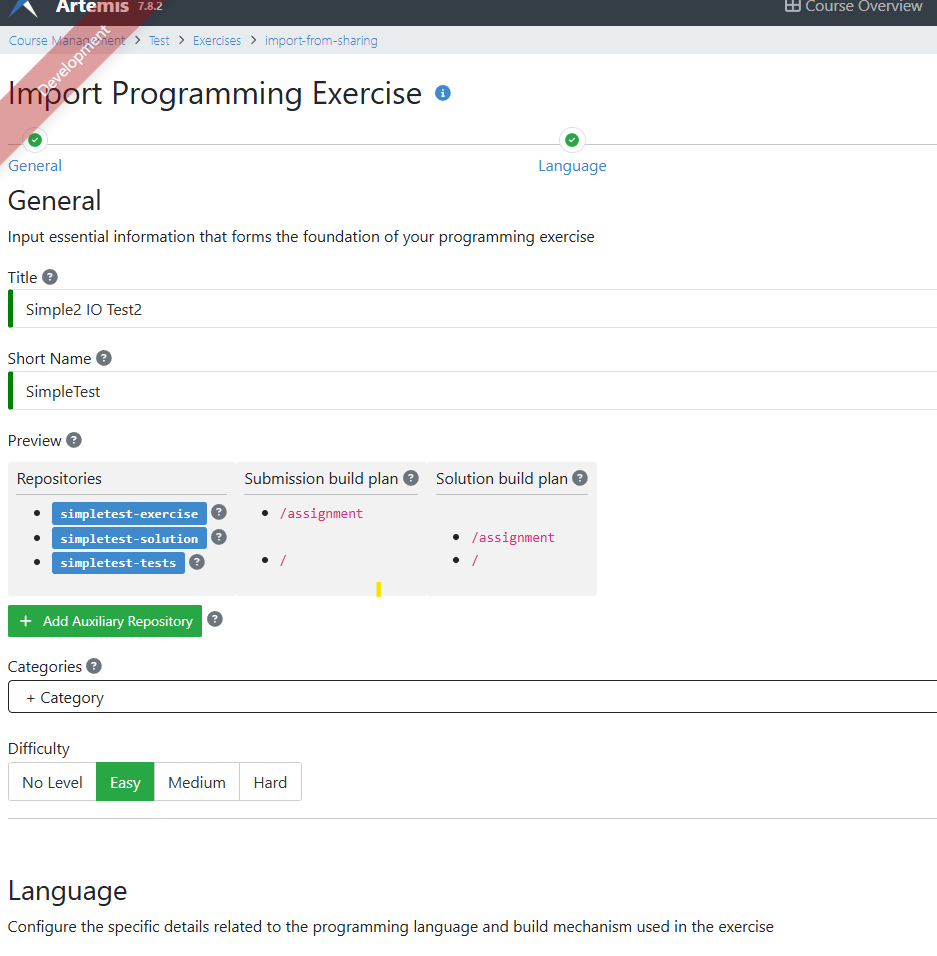 Artemis 7.8.2 Course Overview
Development
Course Management > Test > Exercises > import-from-sharing
Import Programming Exercise
General Language
General
Input essential information that forms the foundation of your programming exercise
Title
Simple2 IO Test2
Short Name
SimpleTest
Preview
Repositories Submission build plan Solution build plan
simpletest-exercise /assignment
simpletest-solution /assignment
simpletest-tests / /
+ Add Auxiliary Repository
Categories
+ Category
Difficulty
No Level Easy Medium Hard
Language
Configure the specific details related to the programming language and build mechanism used in the exercise